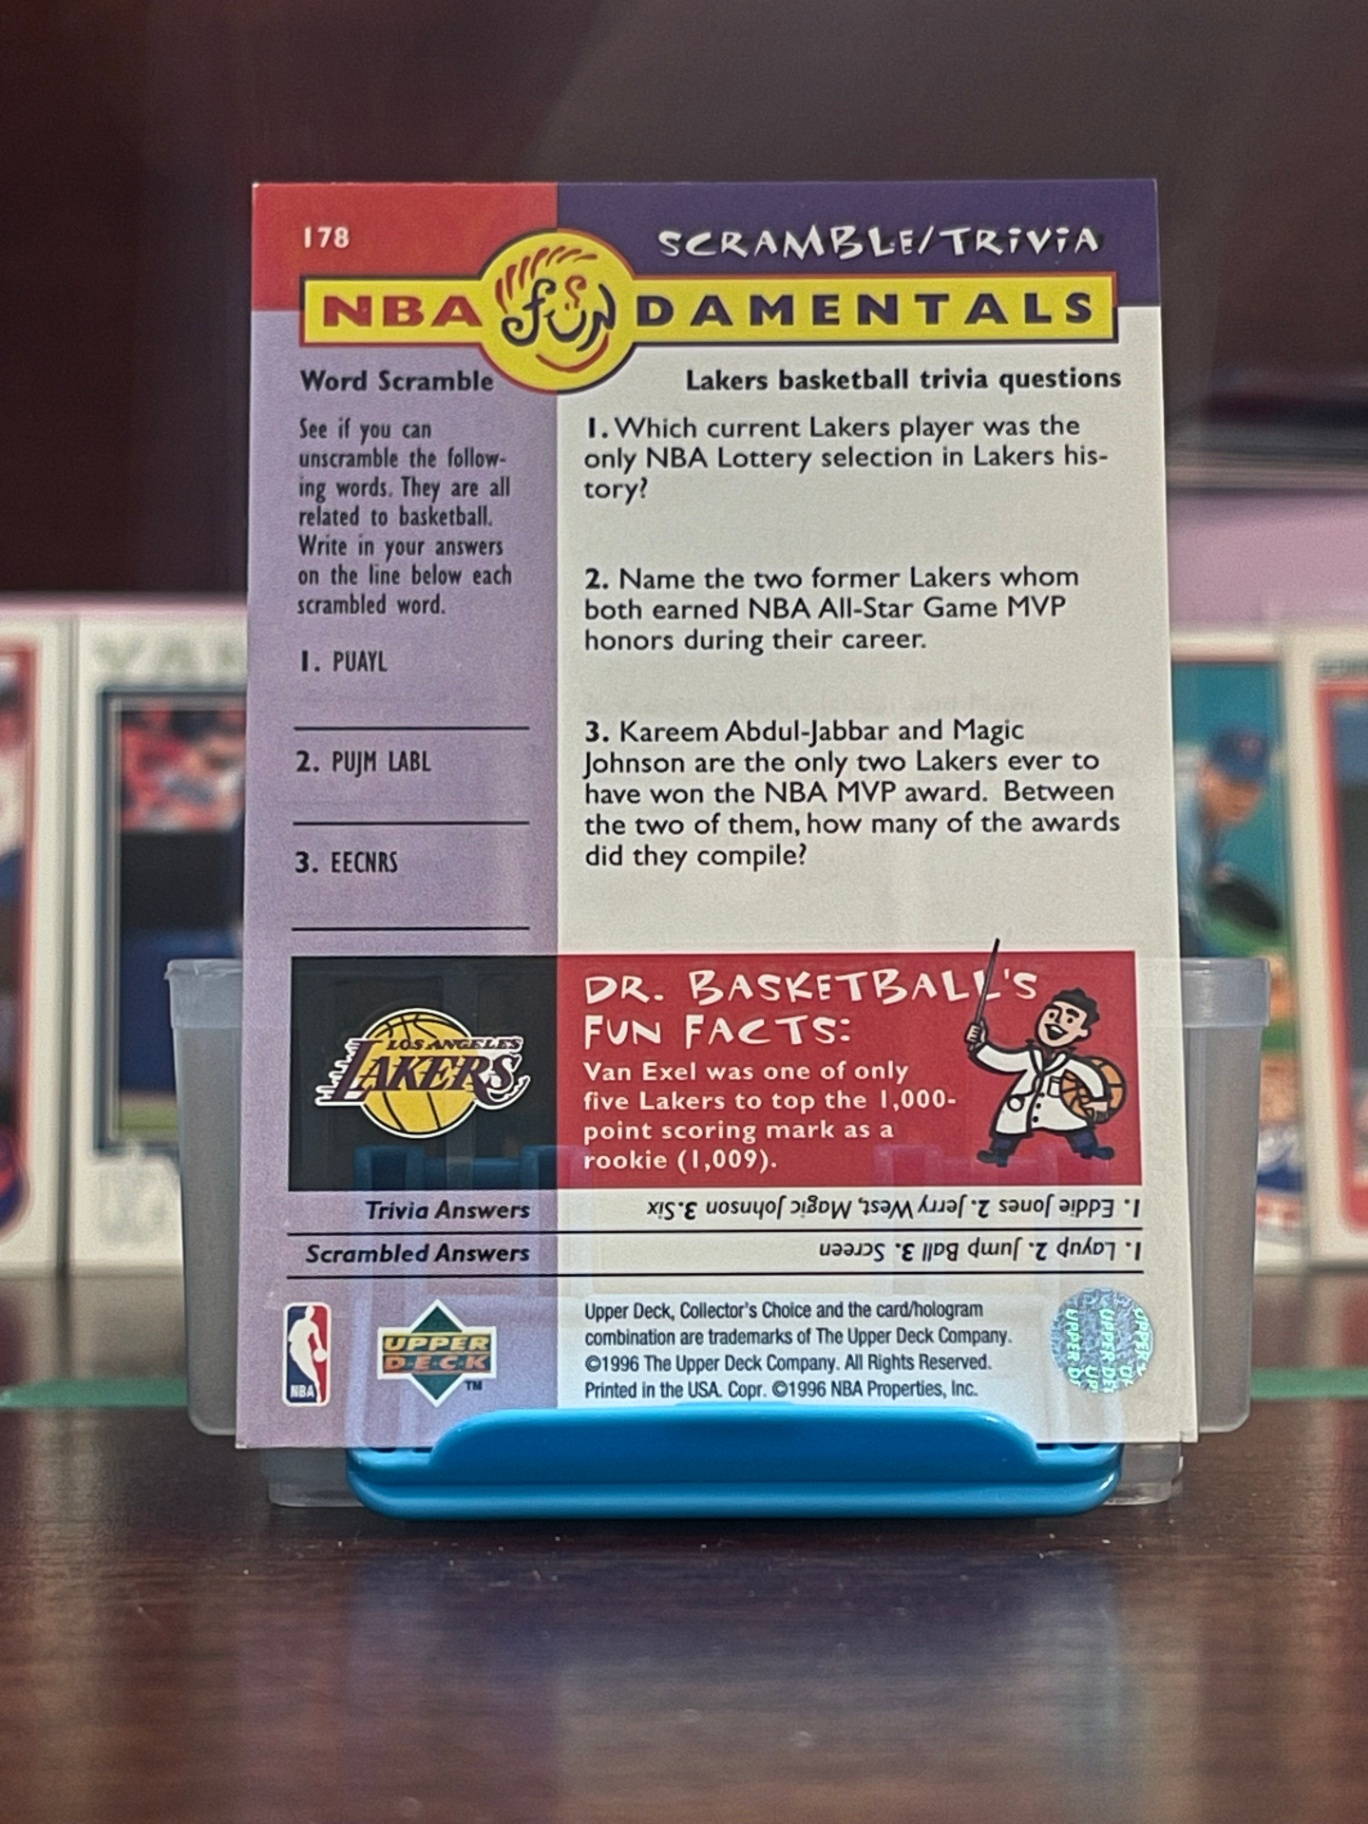 178
SCRAMBLE/TRiViA
NBA FUNDAMENTALS
Word Scramble
See if you can
unscramble the follow-
ing words. They are all
related to basketball.
Write in your answers
on the line below each
scrambled word.
1. PUAYL
2. PUJM LABL
3. EECNRS
Lakers basketball trivia questions
1. Which current Lakers player was the
only NBA Lottery selection in Lakers his-
tory?
2. Name the two former Lakers whom
both earned NBA All-Star Game MVP
honors during their career.
3. Kareem Abdul-Jabbar and Magic
Johnson are the only two Lakers ever to
have won the NBA MVP award. Between
the two of them, how many of the awards
did they compile?
LOS ANGELES
LAKERS
DR. BASKETBALL'S
FUN FACTS:
Van Exel was one of only
five Lakers to top the 1,000-
point scoring mark as a
rookie (1,009).
Trivia Answers
1. Eddie Jones 2. Jerry West, Magic Johnson 3. Six
Scrambled Answers
1. Layup 2. Jump Ball 3. Screen
NBA
UPPER
DECK
TM
Upper Deck, Collector's Choice and the card/hologram
combination are trademarks of The Upper Deck Company.
©1996 The Upper Deck Company. All Rights Reserved.
Printed in the USA. Copr. ©1996 NBA Properties, Inc.